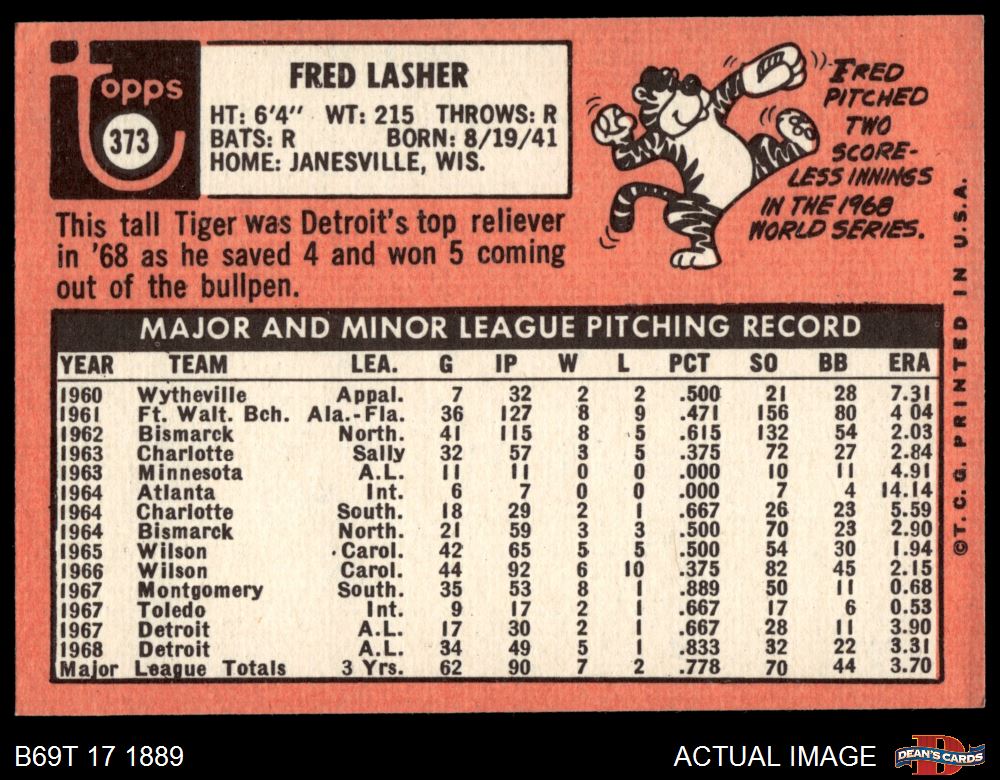 Topps
373
FRED LASHER
HT: 6'4" WT: 215 THROWS: R
BATS: R BORN: 8/19/41
HOME: JANESVILLE, WIS.
FRED
PITCHED
TWO
SCORE-
LESS INNINGS
IN THE 1968
WORLD SERIES.
This tall Tiger was Detroit's top reliever
in '68 as he saved 4 and won 5 coming
out of the bullpen.
MAJOR AND MINOR LEAGUE PITCHING RECORD
YEAR TEAM LEA. G IP W L PCT SO BB ERA
1960 Wytheville Appal. 7 32 2 2 .500 21 28 7.31
1961 Ft. Walt. Bch. Ala.-Fla. 36 127 8 9 .471 156 80 4 04
1962 Bismarck North. 41 115 8 5 .615 132 54 2.03
1963 Charlotte Sally 32 57 3 5 .375 72 27 2.84
1963 Minnesota A.L. 11 11 0 0 .000 10 11 4.91
1964 Atlanta Int. 6 7 0 0 .000 7 4 14.14
1964 Charlotte South. 18 29 2 1 .667 26 23 5.59
1964 Bismarck North. 21 59 3 3 .500 70 23 2.90
1965 Wilson Carol. 42 65 5 5 .500 54 30 1.94
1966 Wilson Carol. 44 92 6 10 .375 82 45 2.15
1967 Montgomery South. 35 53 8 1 .889 50 11 0.68
1967 Toledo Int. 9 17 2 1 .667 17 6 0.53
1967 Detroit A.L. 17 30 2 1 .667 28 11 3.90
1968 Detroit A.L. 34 49 5 1 .833 32 22 3.31
Major League Totals 3 Yrs. 62 90 7 2 .778 70 44 3.70
©T.C.G. PRINTED IN U.S.A.
B69T 17 1889
ACTUAL IMAGE
D
DEAN'S CARDS